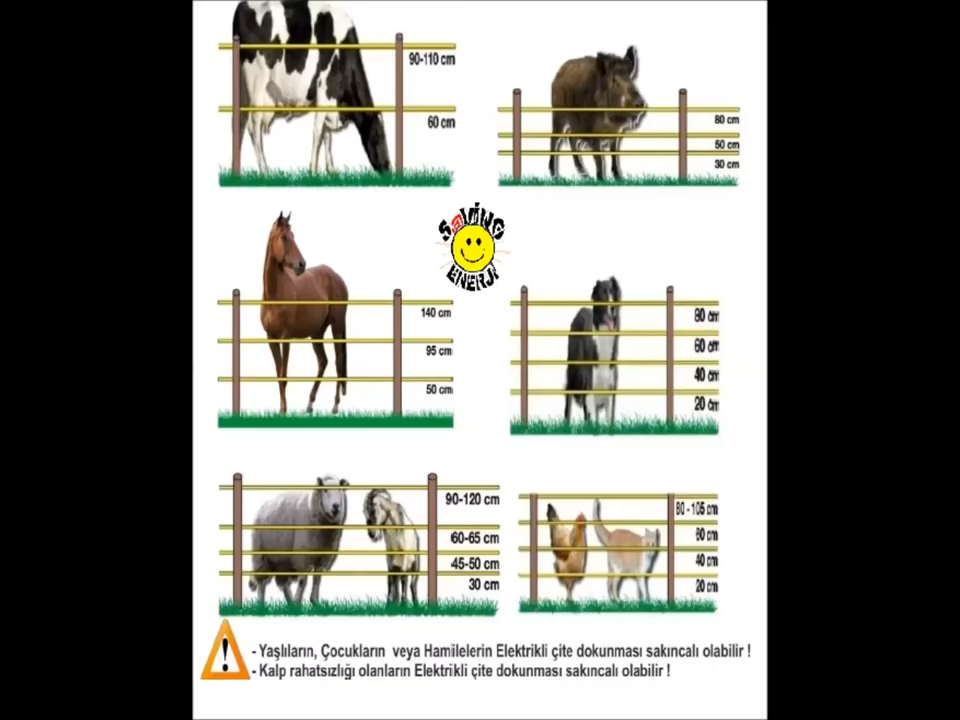 90-110 cm
60 cm
80 cm
50 cm
30 cm
SAVİNG
ENERJİ
140 cm
95 cm
50 cm
80 cm
60 cm
40 cm
20 cm
90-120 cm
60-65 cm
45-50 cm
30 cm
80 - 105 cm
60 cm
40 cm
20 cm
- Yaşlıların, Çocukların veya Hamilelerin Elektrikli çite dokunması sakıncalı olabilir !
- Kalp rahatsızlığı olanların Elektrikli çite dokunması sakıncalı olabilir !